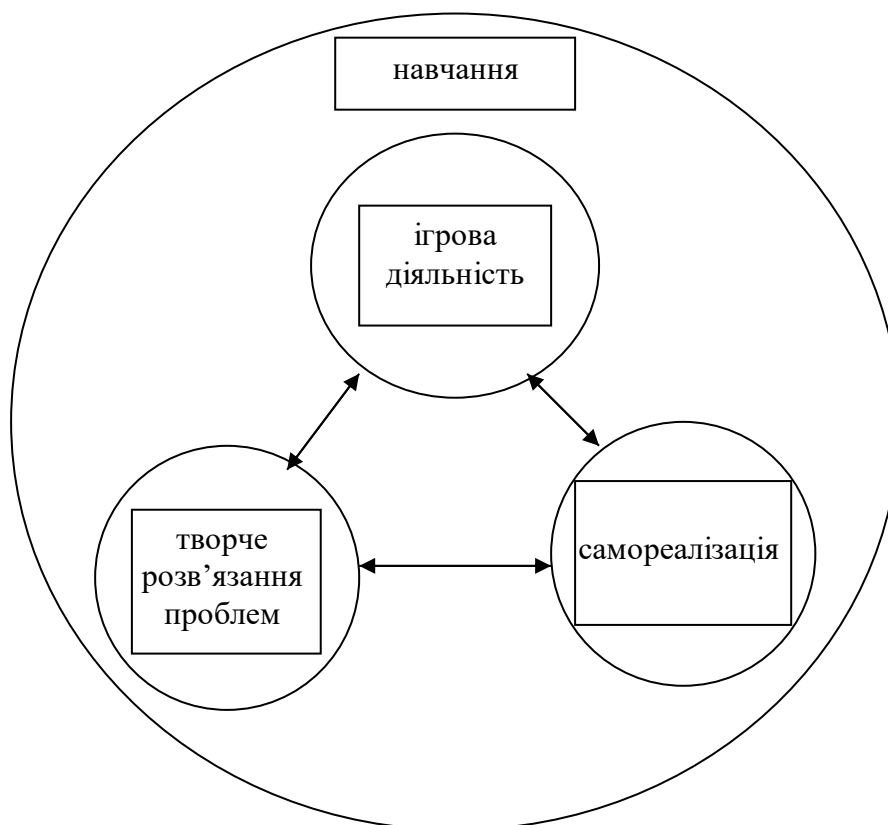 навчання
ігрова
діяльність
творче
розв’язання
проблем
самореалізація